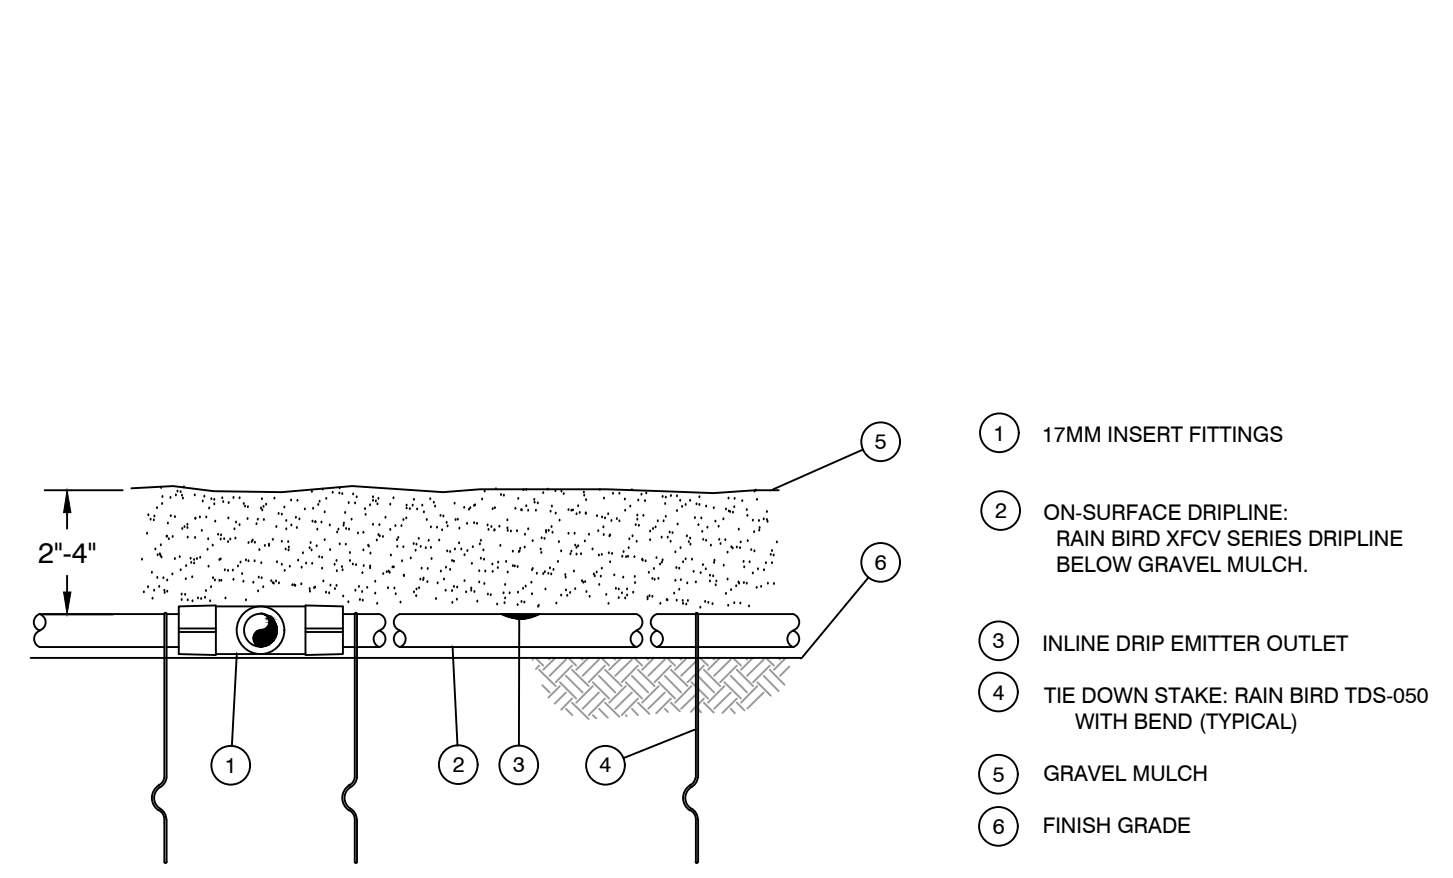 5
2"-4"
6
1
2
3
4
1 17MM INSERT FITTINGS
2 ON-SURFACE DRIPLINE:
RAIN BIRD XFCV SERIES DRIPLINE
BELOW GRAVEL MULCH.
3 INLINE DRIP EMITTER OUTLET
4 TIE DOWN STAKE: RAIN BIRD TDS-050
WITH BEND (TYPICAL)
5 GRAVEL MULCH
6 FINISH GRADE